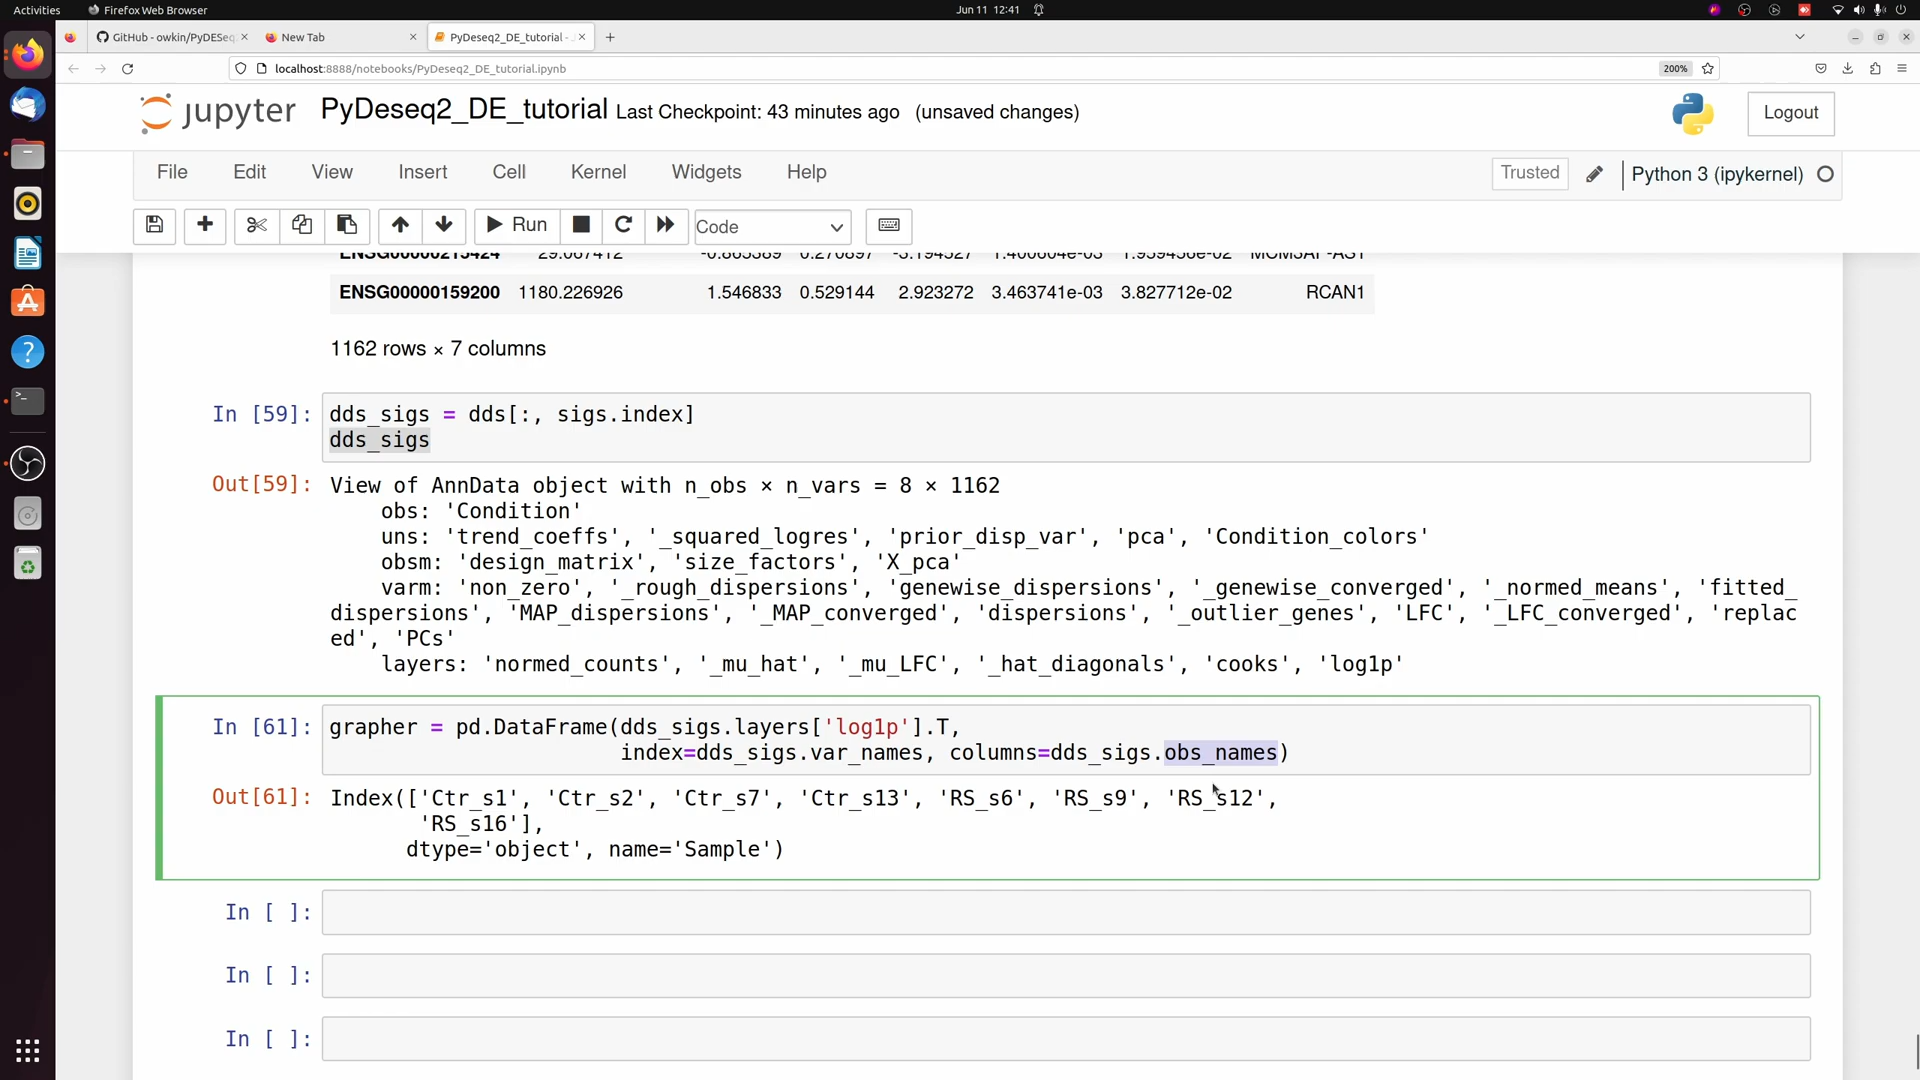 Activities
Firefox Web Browser
Jun 11 12:41
GitHub - owkin/PyDESeq
New Tab
PyDeseq2_DE_tutorial -
localhost:8888/notebooks/PyDeseq2_DE_tutorial.ipynb
200%
jupyter PyDeseq2_DE_tutorial Last Checkpoint: 43 minutes ago (unsaved changes)
Logout
File Edit View Insert Cell Kernel Widgets Help
Trusted
Python 3 (ipykernel)
Run
Code
ENSG00000159200 1180.226926 1.546833 0.529144 2.923272 3.463741e-03 3.827712e-02 RCAN1
1162 rows × 7 columns
In [59]: dds_sigs = dds[:, sigs.index]
dds_sigs
Out[59]: View of AnnData object with n_obs × n_vars = 8 × 1162
obs: 'Condition'
uns: 'trend_coeffs', '_squared_logres', 'prior_disp_var', 'pca', 'Condition_colors'
obsm: 'design_matrix', 'size_factors', 'X_pca'
varm: 'non_zero', '_rough_dispersions', 'genewise_dispersions', '_genewise_converged', '_normed_means', 'fitted_
dispersions', 'MAP_dispersions', '_MAP_converged', 'dispersions', '_outlier_genes', 'LFC', '_LFC_converged', 'replac
ed', 'PCs'
layers: 'normed_counts', '_mu_hat', '_mu_LFC', '_hat_diagonals', 'cooks', 'log1p'
In [61]: grapher = pd.DataFrame(dds_sigs.layers['log1p'].T,
index=dds_sigs.var_names, columns=dds_sigs.obs_names)
Out[61]: Index(['Ctr_s1', 'Ctr_s2', 'Ctr_s7', 'Ctr_s13', 'RS_s6', 'RS_s9', 'RS_s12',
'RS_s16'],
dtype='object', name='Sample')
In [ ]:
In [ ]:
In [ ]: